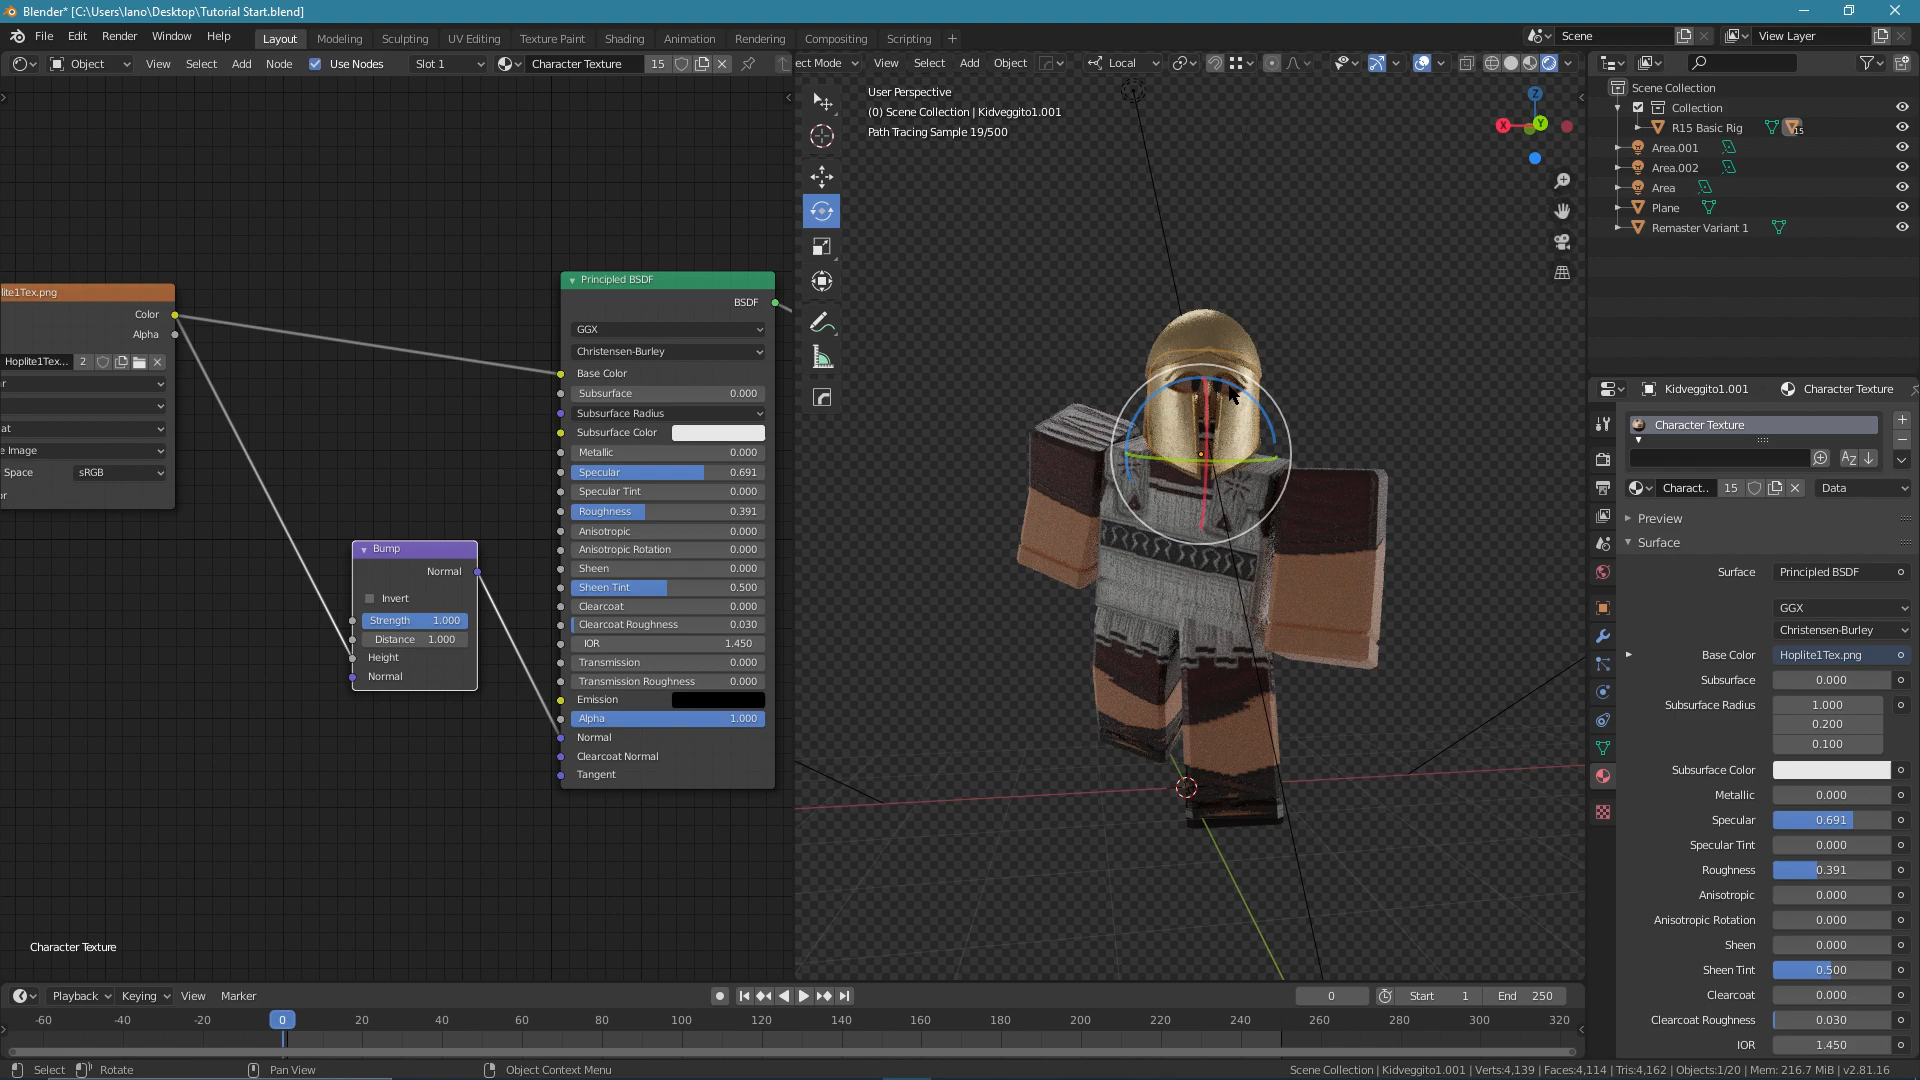 Blender* [C:\Users\Iano\Desktop\Tutorial Start.blend]
File Edit Render Window Help
Layout Modeling Sculpting UV Editing Texture Paint Shading Animation Rendering Compositing Scripting +
Scene View Layer
Object View Select Add Node Use Nodes Slot 1 Character Texture 15
ect Mode View Select Add Object Local
User Perspective
(0) Scene Collection | Kidveggito1.001
Path Tracing Sample 19/500
Z
X Y
Scene Collection
Collection
R15 Basic Rig 15
Area.001
Area.002
Area
Plane
Remaster Variant 1
lite1Tex.png
Color
Alpha
Hoplite1Tex... 2
ar
at
e Image
Space sRGB
or
Bump
Normal
Invert
Strength 1.000
Distance 1.000
Height
Normal
Principled BSDF
BSDF
GGX
Christensen-Burley
Base Color
Subsurface 0.000
Subsurface Radius
Subsurface Color
Metallic 0.000
Specular 0.691
Specular Tint 0.000
Roughness 0.391
Anisotropic 0.000
Anisotropic Rotation 0.000
Sheen 0.000
Sheen Tint 0.500
Clearcoat 0.000
Clearcoat Roughness 0.030
IOR 1.450
Transmission 0.000
Transmission Roughness 0.000
Emission
Alpha 1.000
Normal
Clearcoat Normal
Tangent
Character Texture
Kidveggito1.001 Character Texture
Character Texture
Charact.. 15 Data
Preview
Surface
Surface Principled BSDF
GGX
Christensen-Burley
Base Color Hoplite1Tex.png
Subsurface 0.000
Subsurface Radius 1.000
0.200
0.100
Subsurface Color
Metallic 0.000
Specular 0.691
Specular Tint 0.000
Roughness 0.391
Anisotropic 0.000
Anisotropic Rotation 0.000
Sheen 0.000
Sheen Tint 0.500
Clearcoat 0.000
Clearcoat Roughness 0.030
IOR 1.450
Playback Keying View Marker
0 Start 1 End 250
-60 -40 -20 0 20 40 60 80 100 120 140 160 180 200 220 240 260 280 300 320
Select Rotate Pan View Object Context Menu
Scene Collection | Kidveggito1.001 | Verts:4,139 | Faces:4,114 | Tris:4,162 | Objects:1/20 | Mem: 216.7 MiB | v2.81.16